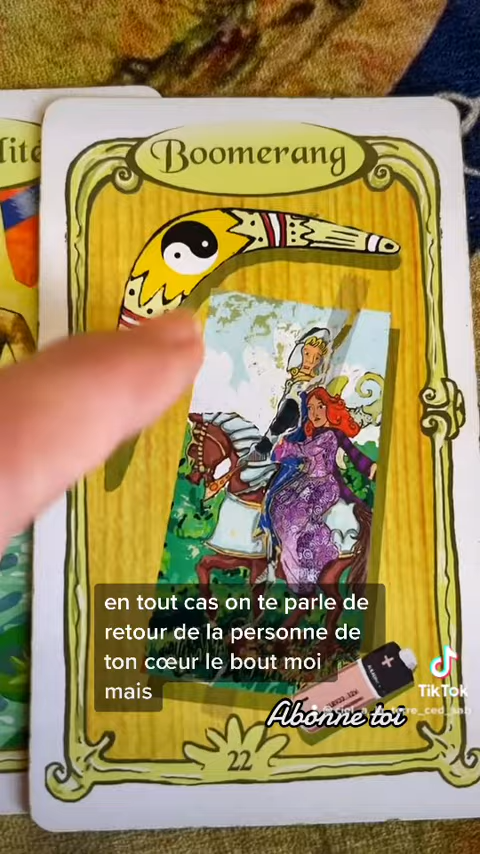 lité
Boomerang
en tout cas on te parle de
retour de la personne de
ton cœur le bout moi
mais
TikTok
Abonne toi
22